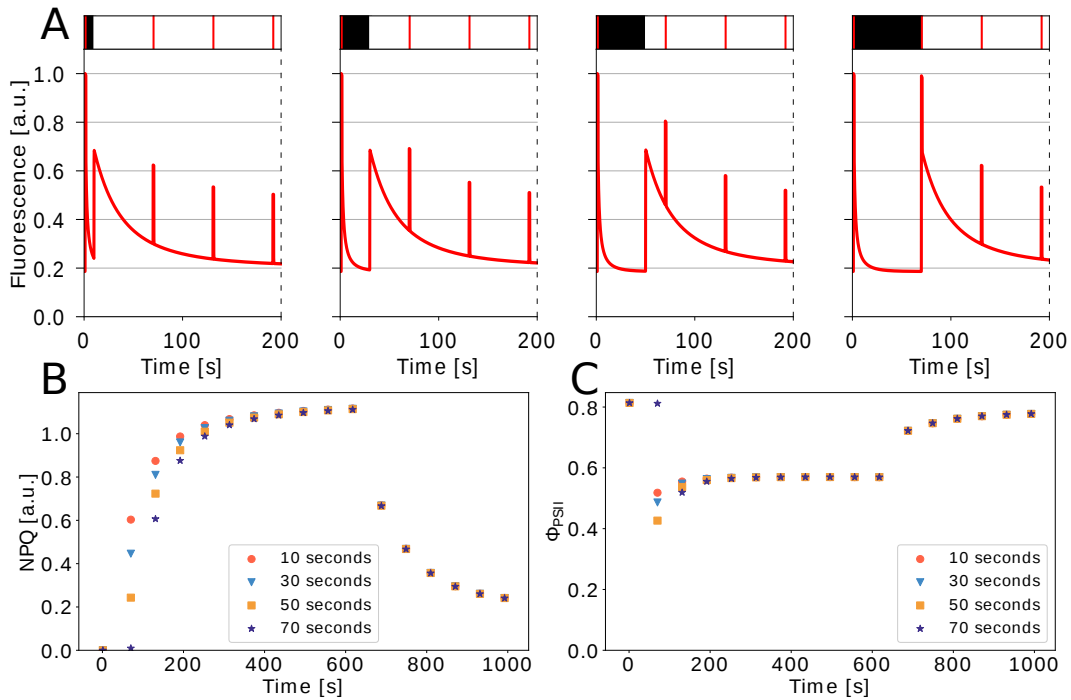 A
Fluorescence [a.u.]
1.0
0.8
0.6
0.4
0.2
0.0
0 100 200
0 100 200
0 100 200
0 100 200
Time [s]
Time [s]
Time [s]
Time [s]
B
NPQ [a.u.]
1.0
0.8
0.6
0.4
0.2
0.0
10 seconds
30 seconds
50 seconds
70 seconds
0 200 400 600 800 1000
Time [s]
C
ΦPSII
0.8
0.6
0.4
0.2
0.0
10 seconds
30 seconds
50 seconds
70 seconds
0 200 400 600 800 1000
Time [s]